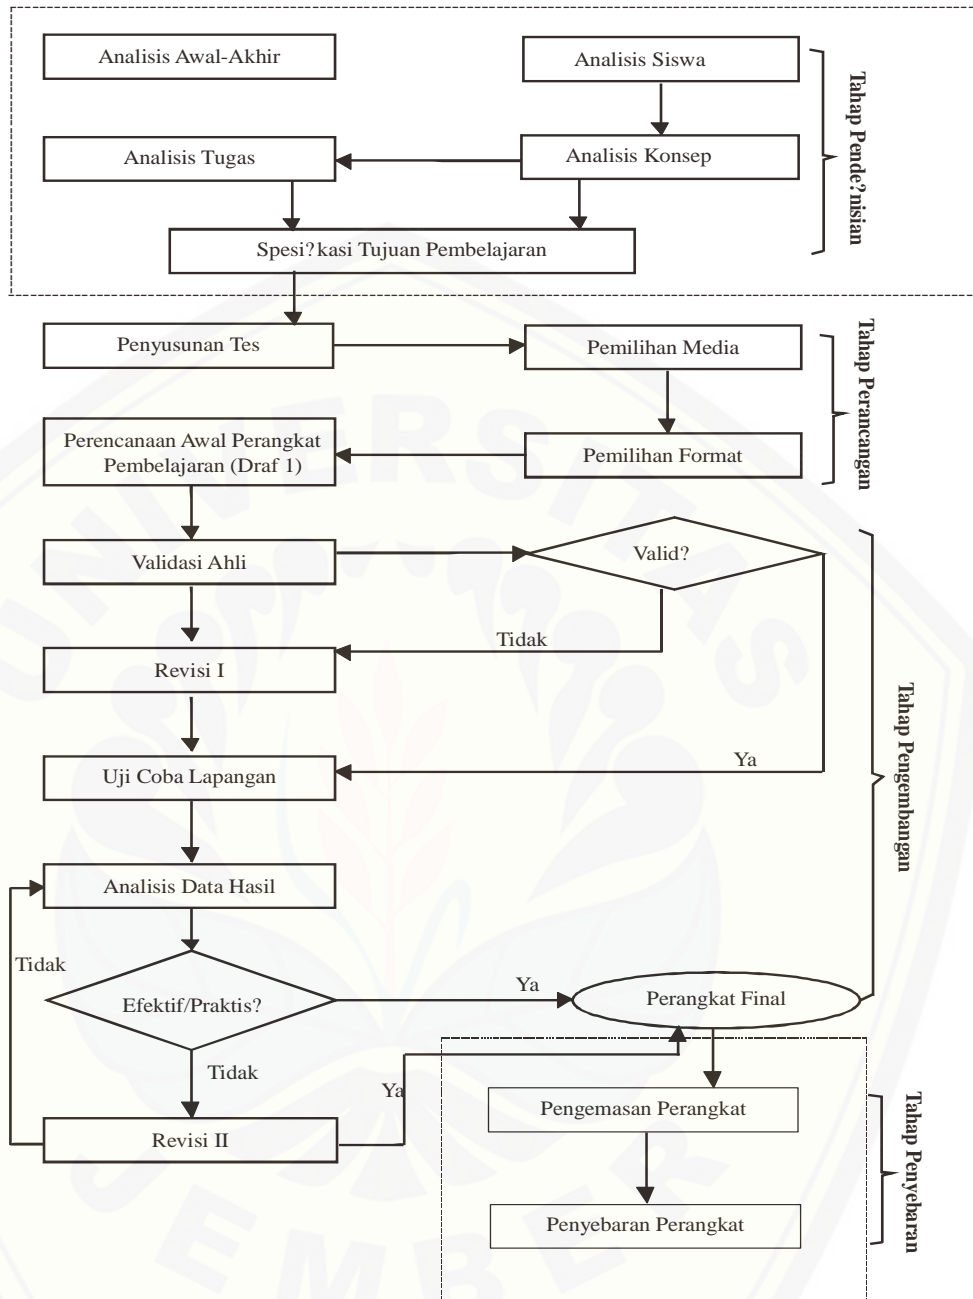 Analisis Awal-Akhir
Analisis Siswa
Analisis Tugas
Analisis Konsep
Spesi?kasi Tujuan Pembelajaran
Tahap Pende?nisian
Penyusunan Tes
Pemilihan Media
Perencanaan Awal Perangkat
Pembelajaran (Draf 1)
Pemilihan Format
Tahap Perancangan
Validasi Ahli
Valid?
Tidak
Revisi I
Ya
Uji Coba Lapangan
Analisis Data Hasil
Tidak
Efektif/Praktis?
Ya
Perangkat Final
Tahap Pengembangan
Tidak
Ya
Revisi II
Pengemasan Perangkat
Penyebaran Perangkat
Tahap Penyebaran
UNIVERSITAS
JEMBER